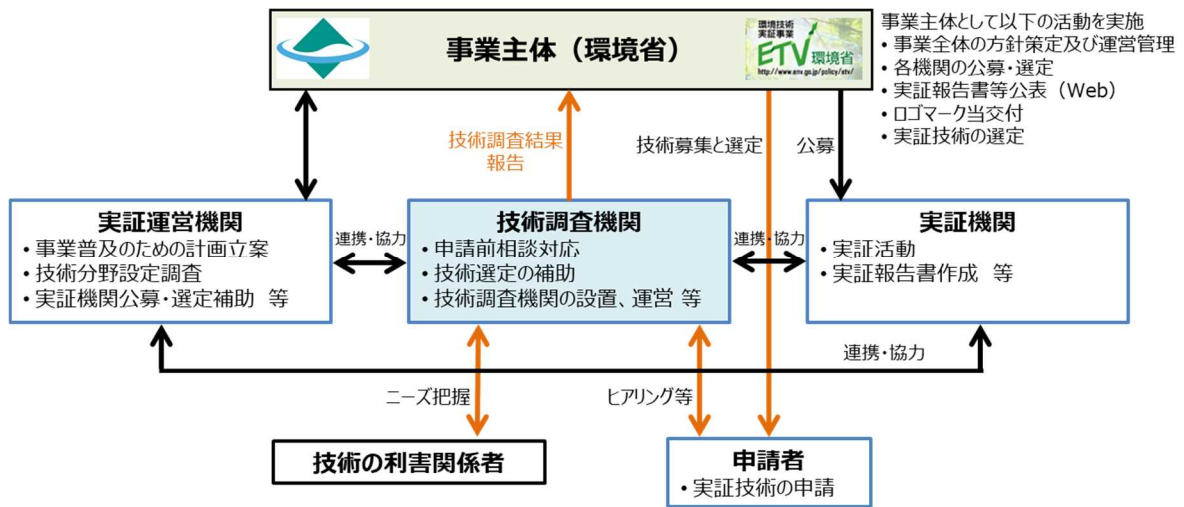 事業主体（環境省）
環境技術
実証事業
ETV 環境省
http://www.env.go.jp/policy/etv/
事業主体として以下の活動を実施
• 事業全体の方針策定及び運営管理
• 各機関の公募・選定
• 実証報告書等公表（Web）
• ロゴマーク当交付
• 実証技術の選定
技術調査結果
報告
技術募集と選定
公募
実証運営機関
• 事業普及のための計画立案
• 技術分野設定調査
• 実証機関公募・選定補助 等
連携・協力
技術調査機関
• 申請前相談対応
• 技術選定の補助
• 技術調査機関の設置、運営 等
連携・協力
実証機関
• 実証活動
• 実証報告書作成 等
連携・協力
ニーズ把握
ヒアリング等
技術の利害関係者
申請者
• 実証技術の申請